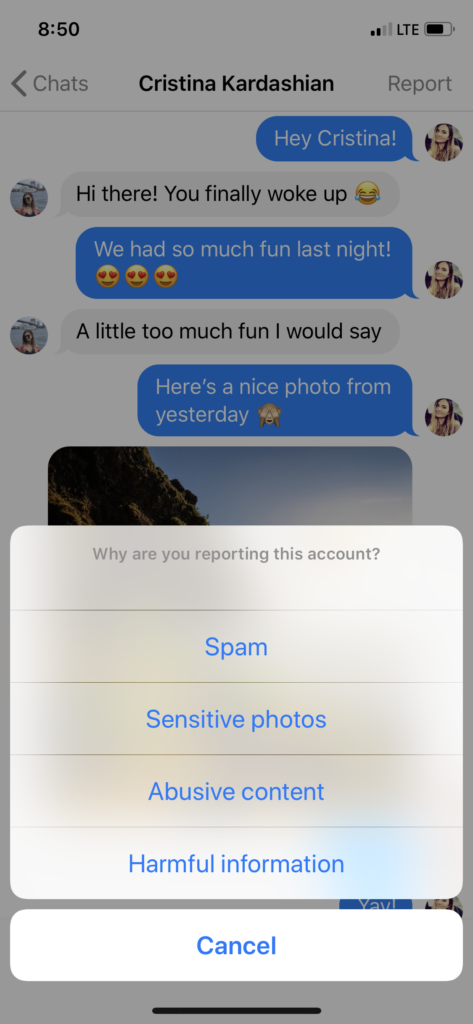 8:50 LTE
Chats Cristina Kardashian Report
Hey Cristina!
Hi there! You finally woke up 😂
We had so much fun last night!
😍😍😍
A little too much fun I would say
Here's a nice photo from
yesterday 🙈
Why are you reporting this account?
Spam
Sensitive photos
Abusive content
Harmful information
Yay!
Cancel